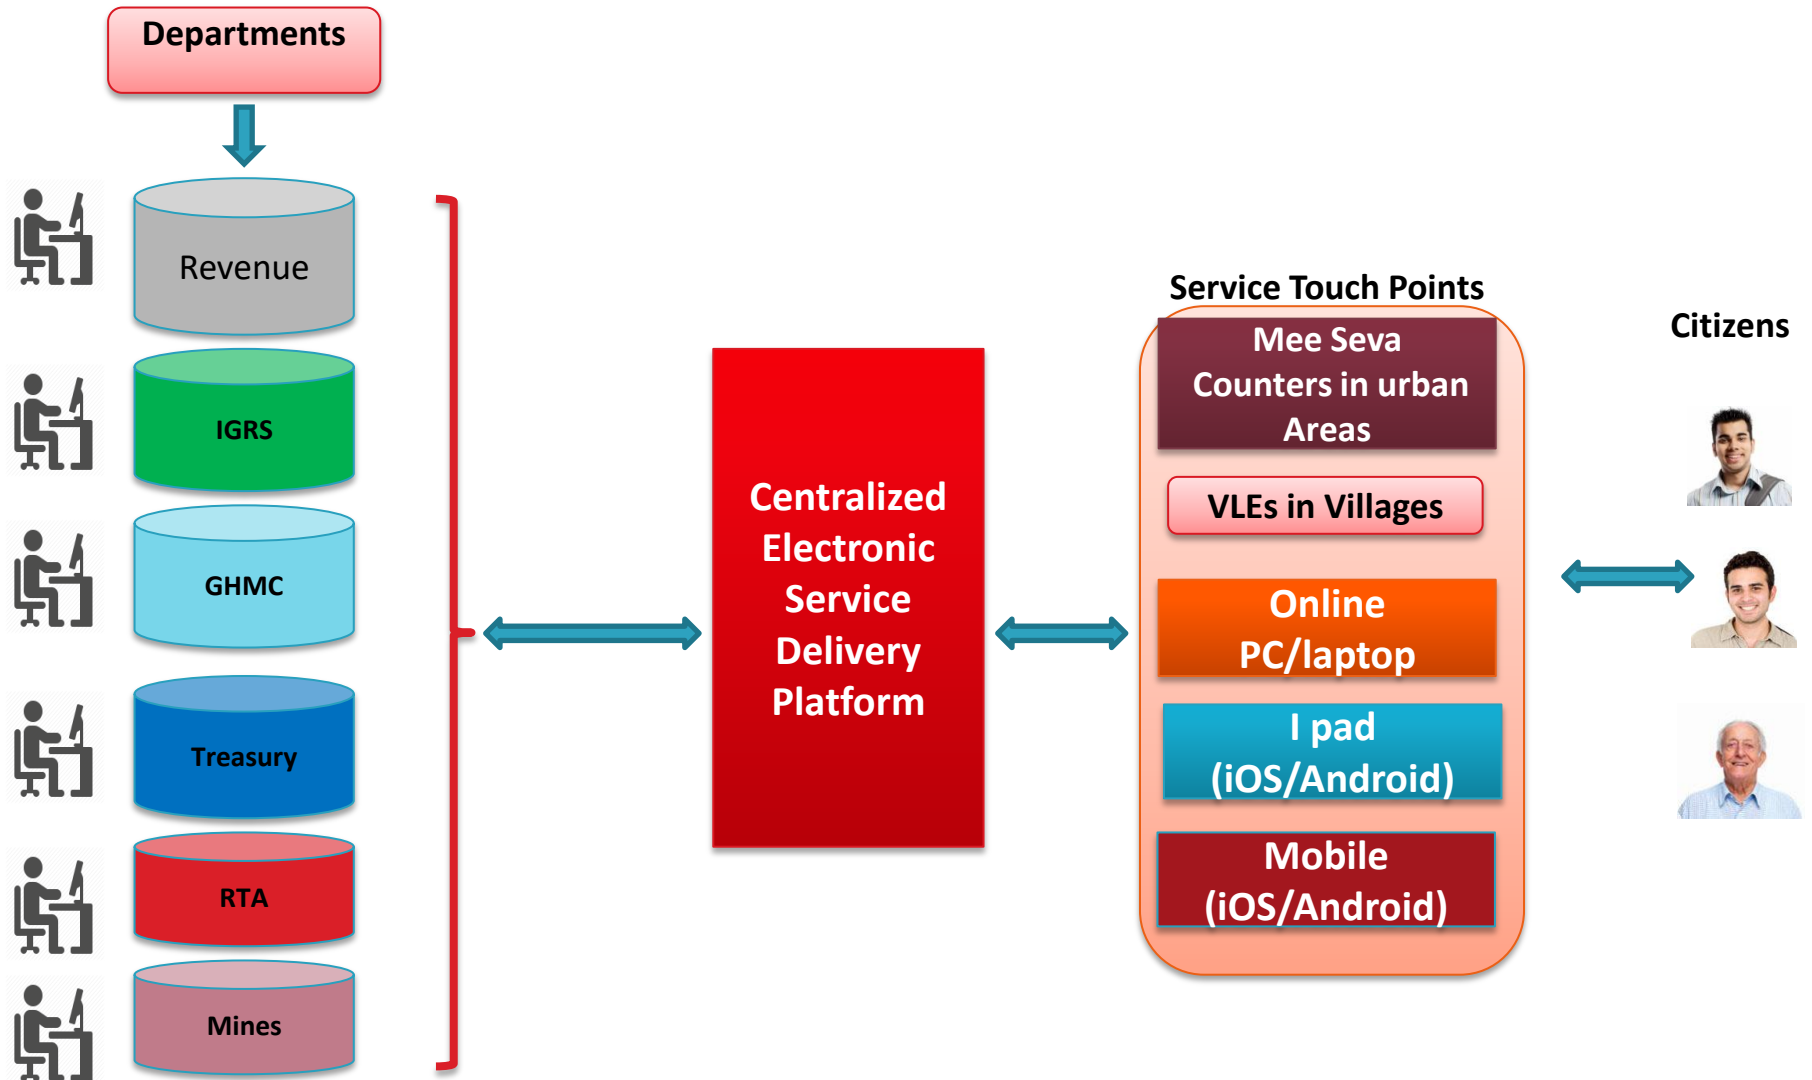 Departments
Revenue
IGRS
GHMC
Treasury
RTA
Mines
Centralized
Electronic
Service
Delivery
Platform
Service Touch Points
Mee Seva
Counters in urban
Areas
VLEs in Villages
Online
PC/laptop
I pad
(iOS/Android)
Mobile
(iOS/Android)
Citizens